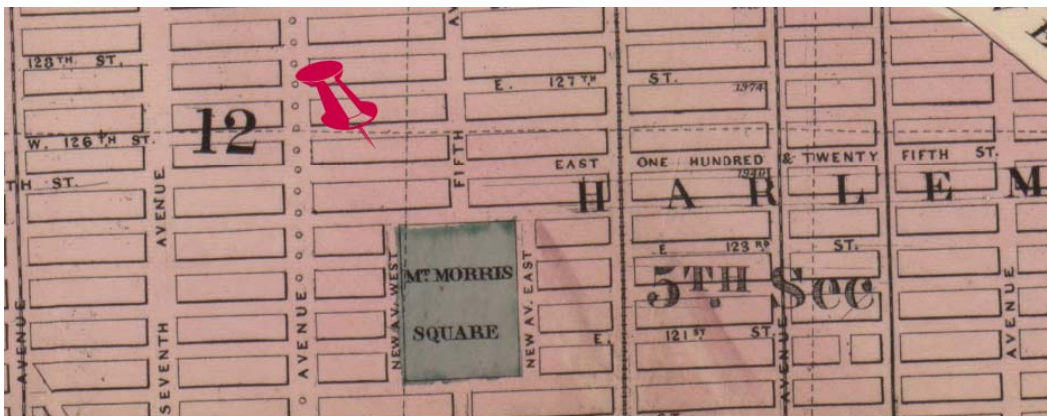 128TH. ST.
E. 127TH ST.
1974
12
W. 126TH ST.
FIFTH
EAST ONE HUNDRED & TWENTY FIFTH ST.
TH ST.
HARLEM
AVENUE
E 123RD ST.
NEW AV. WEST
MT. MORRIS
SQUARE
NEW AV. EAST
5TH Sec
E. 121ST ST.
AVENUE
SEVENTH
AVENUE
AVENUE
AVENUE